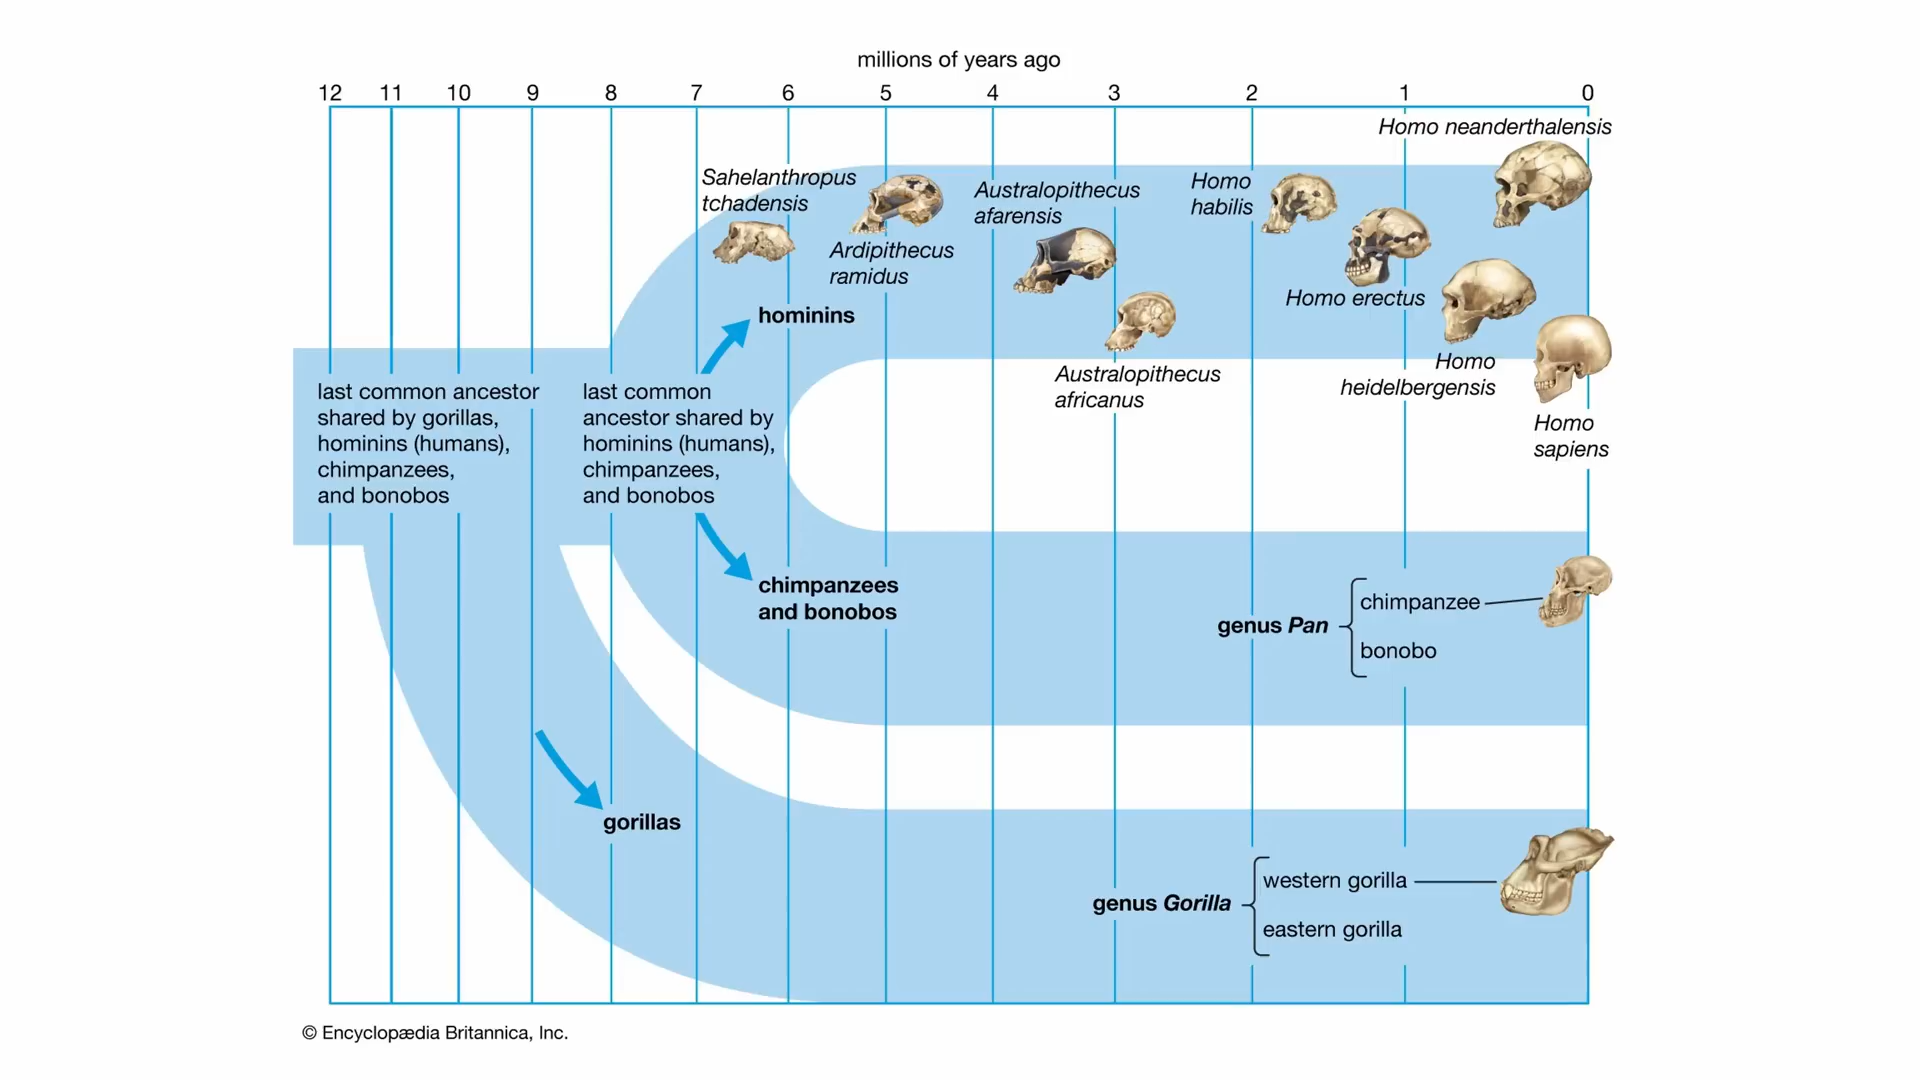 millions of years ago
12 11 10 9 8 7 6 5 4 3 2 1 0
Homo neanderthalensis
Sahelanthropus
tchadensis
Ardipithecus
ramidus
Australopithecus
afarensis
Homo
habilis
Homo erectus
hominins
Australopithecus
africanus
Homo
heidelbergensis
Homo
sapiens
last common ancestor
shared by gorillas,
hominins (humans),
chimpanzees,
and bonobos
last common
ancestor shared by
hominins (humans),
chimpanzees,
and bonobos
chimpanzees
and bonobos
genus Pan
chimpanzee
bonobo
gorillas
genus Gorilla
western gorilla
eastern gorilla
© Encyclopædia Britannica, Inc.